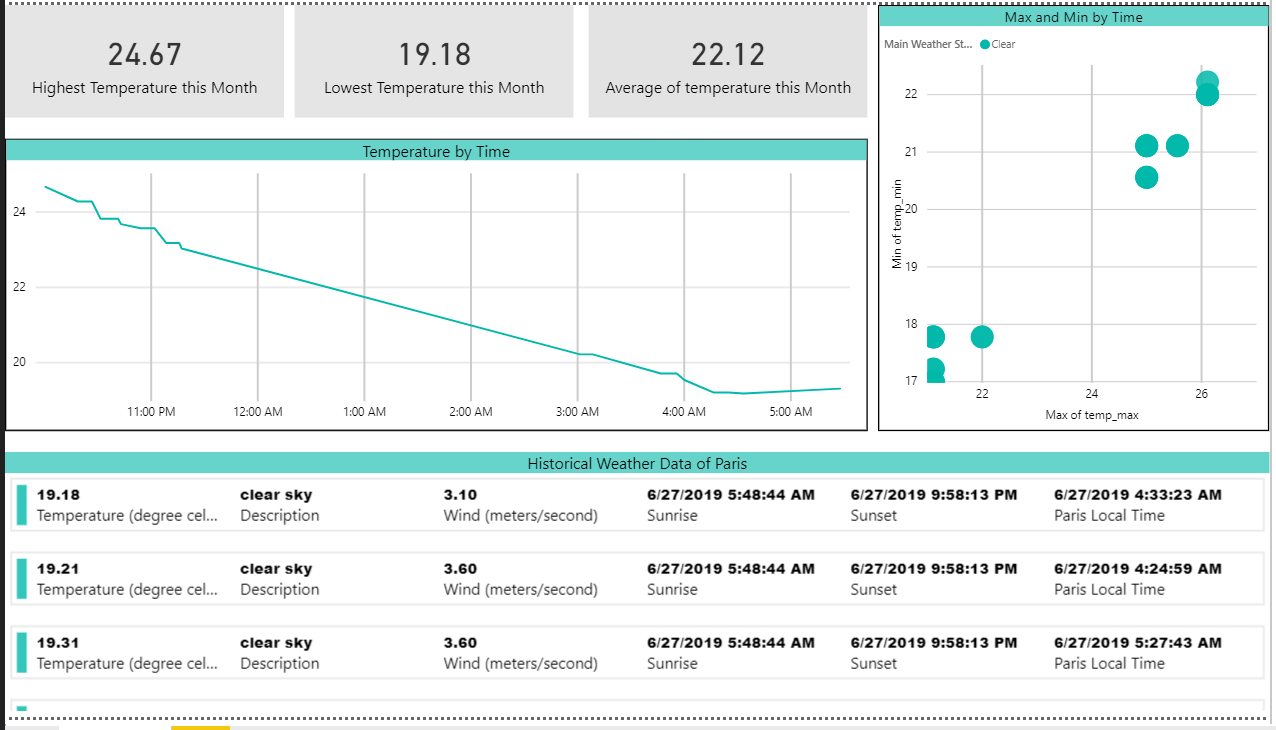 24.67
Highest Temperature this Month
19.18
Lowest Temperature this Month
22.12
Average of temperature this Month
Max and Min by Time
Main Weather St... Clear
Min of temp_min
22
21
20
19
18
17
22 24 26
Max of temp_max
Temperature by Time
24
22
20
11:00 PM 12:00 AM 1:00 AM 2:00 AM 3:00 AM 4:00 AM 5:00 AM
Historical Weather Data of Paris
19.18 clear sky 3.10 6/27/2019 5:48:44 AM 6/27/2019 9:58:13 PM 6/27/2019 4:33:23 AM
Temperature (degree cel... Description Wind (meters/second) Sunrise Sunset Paris Local Time
19.21 clear sky 3.60 6/27/2019 5:48:44 AM 6/27/2019 9:58:13 PM 6/27/2019 4:24:59 AM
Temperature (degree cel... Description Wind (meters/second) Sunrise Sunset Paris Local Time
19.31 clear sky 3.60 6/27/2019 5:48:44 AM 6/27/2019 9:58:13 PM 6/27/2019 5:27:43 AM
Temperature (degree cel... Description Wind (meters/second) Sunrise Sunset Paris Local Time